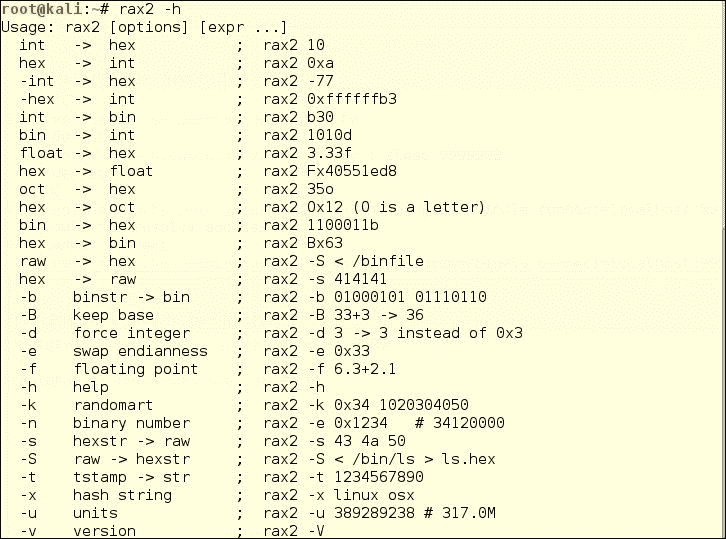 root@kali:~# rax2 -h
Usage: rax2 [options] [expr ...]
  int   ->  hex           ;  rax2 10
  hex   ->  int           ;  rax2 0xa
  -int  ->  hex           ;  rax2 -77
  -hex  ->  int           ;  rax2 0xffffffb3
  int   ->  bin           ;  rax2 b30
  bin   ->  int           ;  rax2 1010d
  float ->  hex           ;  rax2 3.33f
  hex   ->  float         ;  rax2 Fx40551ed8
  oct   ->  hex           ;  rax2 35o
  hex   ->  oct           ;  rax2 Ox12 (O is a letter)
  bin   ->  hex           ;  rax2 1100011b
  hex   ->  bin           ;  rax2 Bx63
  raw   ->  hex           ;  rax2 -S < /binfile
  hex   ->  raw           ;  rax2 -s 414141
  -b    binstr -> bin     ;  rax2 -b 01000101 01110110
  -B    keep base         ;  rax2 -B 33+3 -> 36
  -d    force integer     ;  rax2 -d 3 -> 3 instead of 0x3
  -e    swap endianness   ;  rax2 -e 0x33
  -f    floating point    ;  rax2 -f 6.3+2.1
  -h    help              ;  rax2 -h
  -k    randomart         ;  rax2 -k 0x34 1020304050
  -n    binary number     ;  rax2 -e 0x1234   # 34120000
  -s    hexstr -> raw     ;  rax2 -s 43 4a 50
  -S    raw -> hexstr     ;  rax2 -S < /bin/ls > ls.hex
  -t    tstamp -> str     ;  rax2 -t 1234567890
  -x    hash string       ;  rax2 -x linux osx
  -u    units             ;  rax2 -u 389289238 # 317.0M
  -v    version           ;  rax2 -V